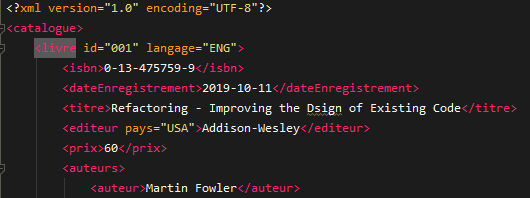 <?xml version="1.0" encoding="UTF-8"?>
<catalogue>
<livre id="001" langage="ENG">
<isbn>0-13-475759-9</isbn>
<dateEnregistrement>2019-10-11</dateEnregistrement>
<titre>Refactoring - Improving the Dsign of Existing Code</titre>
<editeur pays="USA">Addison-Wesley</editeur>
<prix>60</prix>
<auteurs>
<auteur>Martin Fowler</auteur>